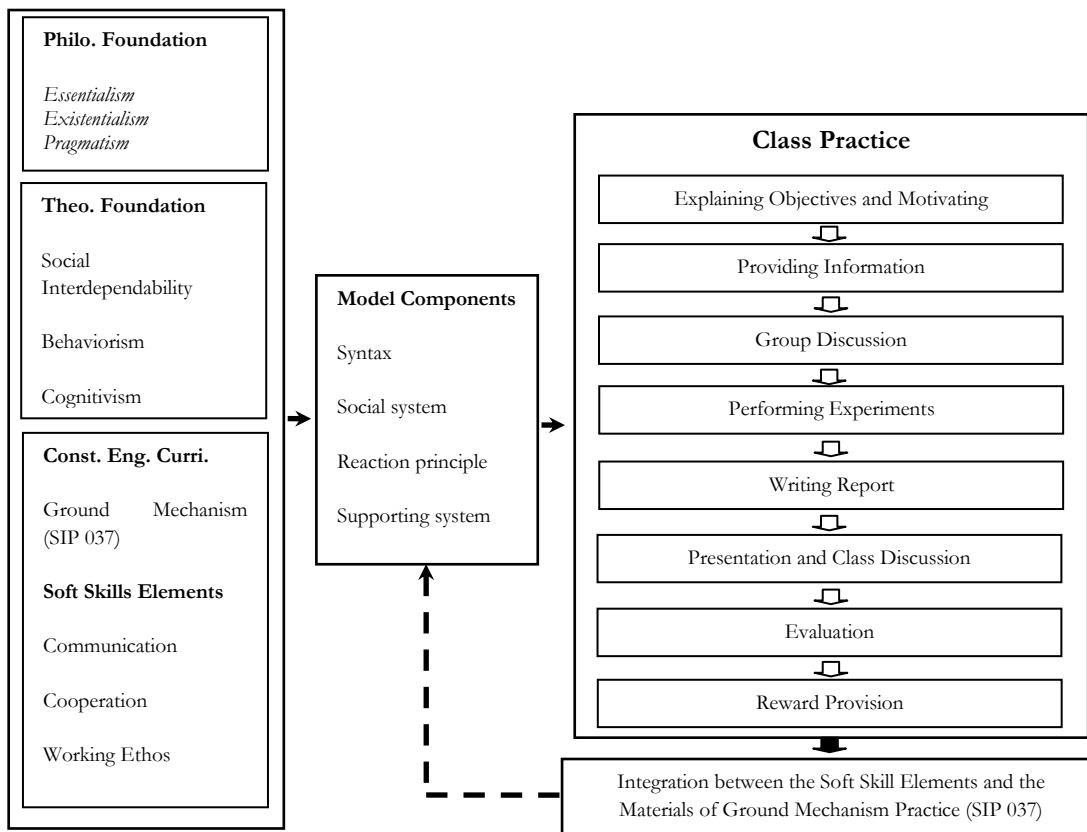 Philo. Foundation
Essentialism
Existentialism
Pragmatism
Theo. Foundation
Social
Interdependability
Behaviorism
Cognitivism
Const. Eng. Curri.
Ground Mechanism
(SIP 037)
Soft Skills Elements
Communication
Cooperation
Working Ethos
Model Components
Syntax
Social system
Reaction principle
Supporting system
Class Practice
Explaining Objectives and Motivating
Providing Information
Group Discussion
Performing Experiments
Writing Report
Presentation and Class Discussion
Evaluation
Reward Provision
Integration between the Soft Skill Elements and the
Materials of Ground Mechanism Practice (SIP 037)